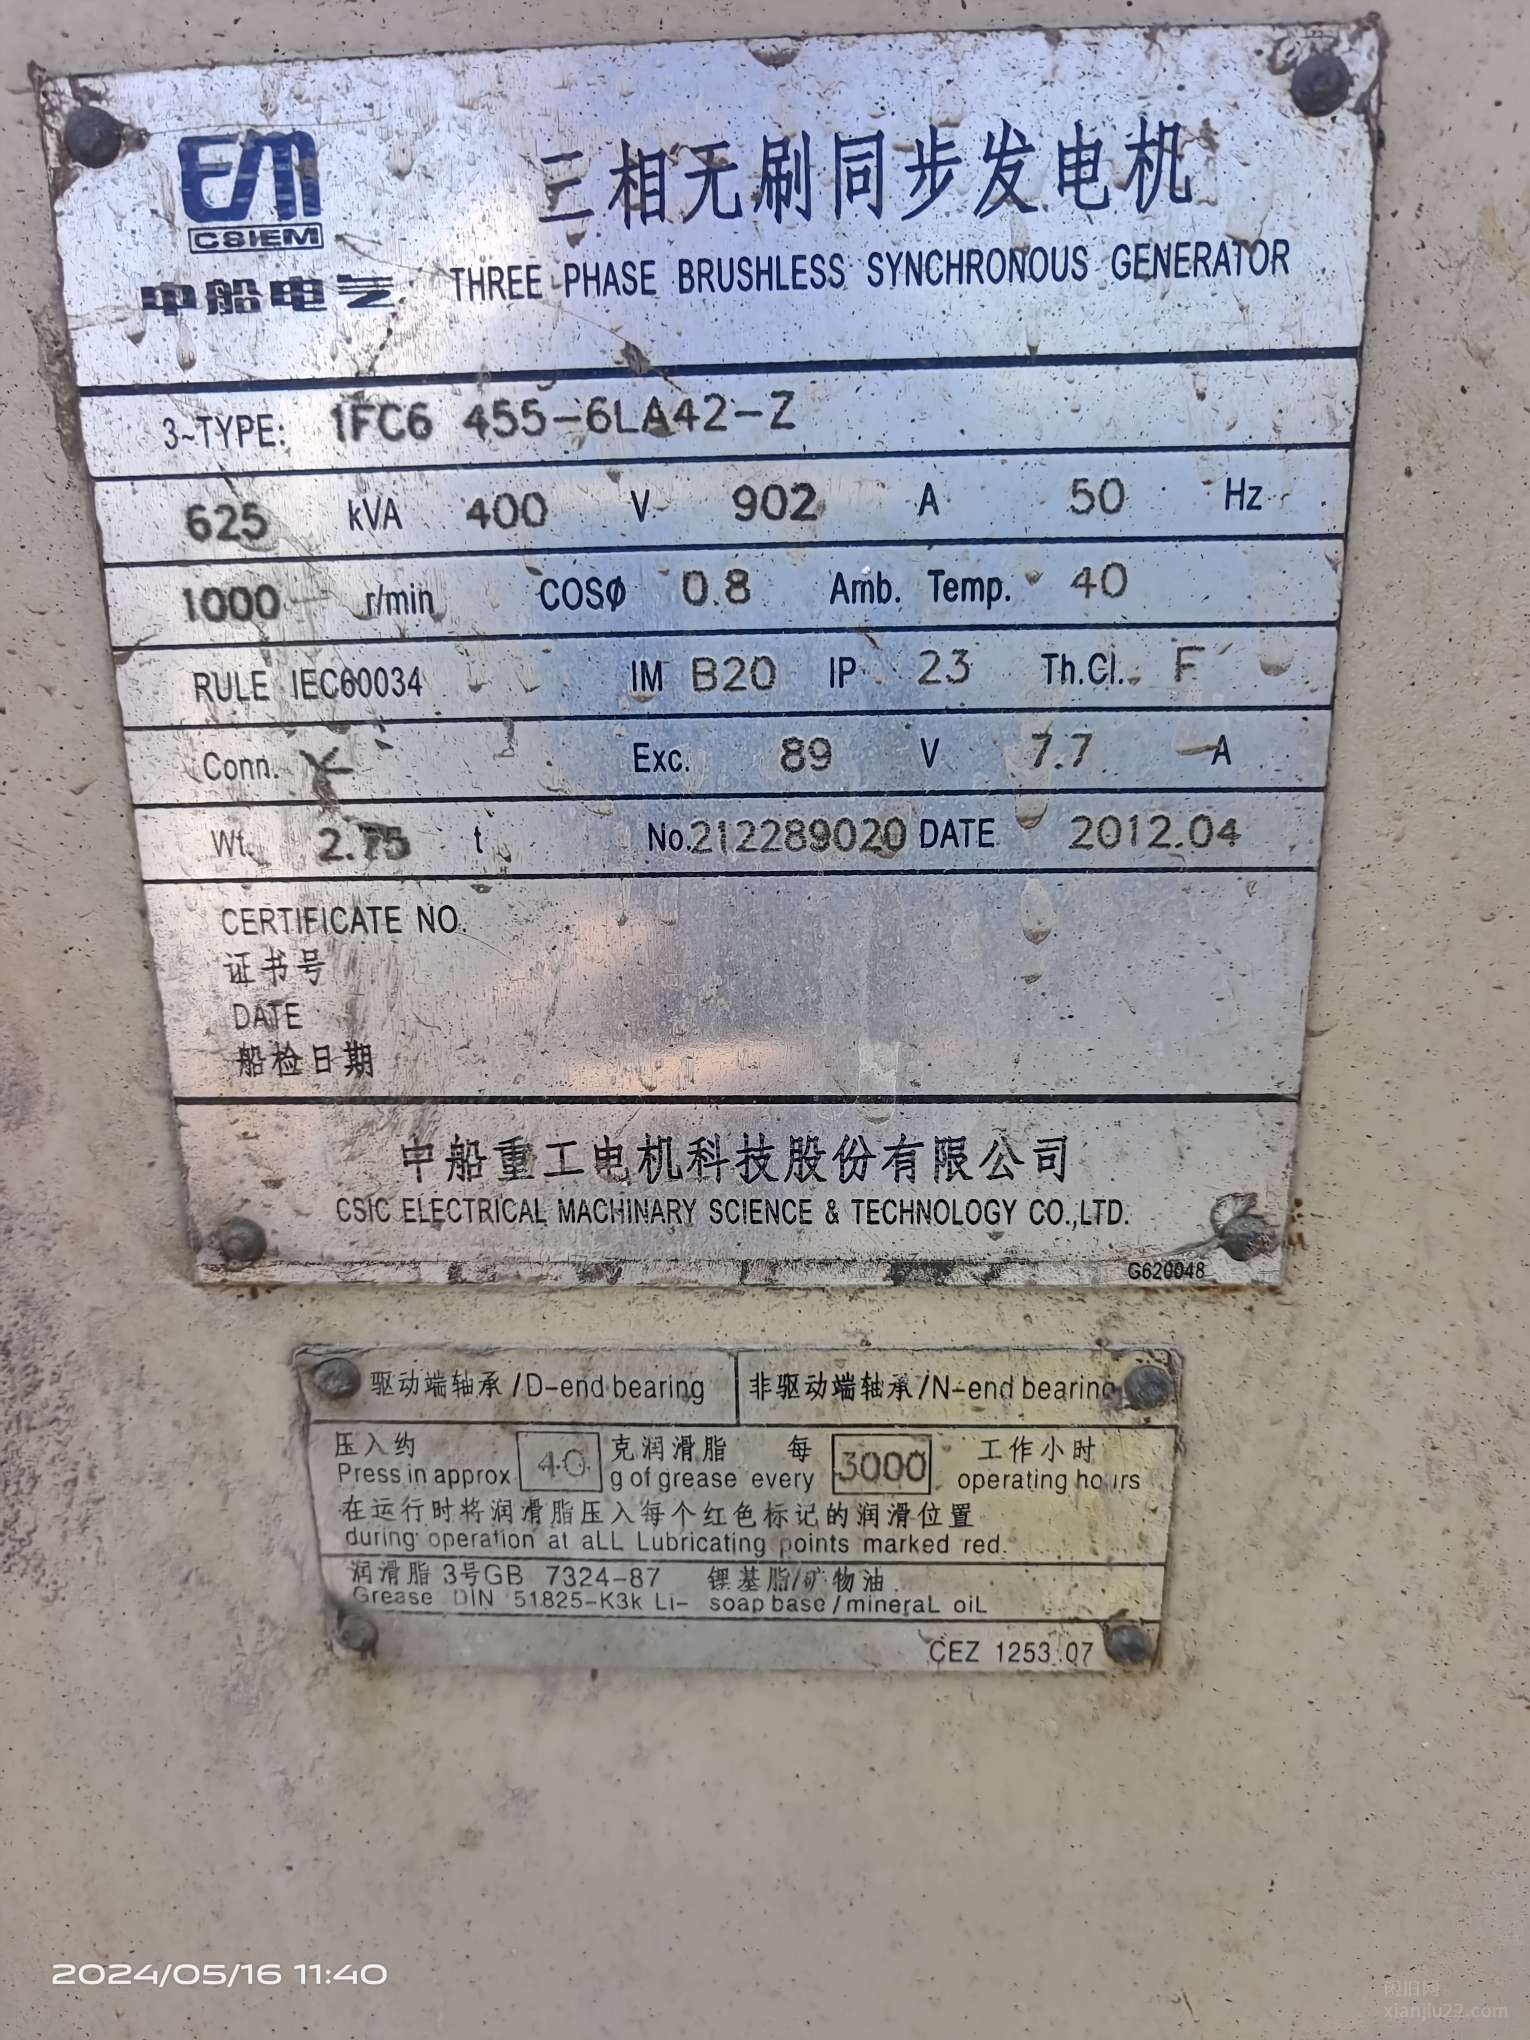 EM
CSIEM
中船电气
三相无刷同步发电机
THREE PHASE BRUSHLESS SYNCHRONOUS GENERATOR
3~TYPE: 1FC6 455-6LA42-Z
625 kVA 400 V 902 A 50 Hz
1000 r/min COSΦ 0.8 Amb. Temp. 40
RULE IEC60034 IM B20 IP 23 Th.Cl. F
Conn. Y Exc. 89 V 7.7 A
Wt. 2.75 t No.212289020 DATE 2012.04
CERTIFICATE NO.
证书号
DATE
船检日期
中船重工电机科技股份有限公司
CSIC ELECTRICAL MACHINARY SCIENCE & TECHNOLOGY CO.,LTD.
G620048
驱动端轴承/D-end bearing 非驱动端轴承/N-end bearing
压入约 40 克润滑脂 每 3000 工作小时
Press in approx g of grease every operating hours
在运行时将润滑脂压入每个红色标记的润滑位置
during operation at aLL Lubricating points marked red.
润滑脂 3号GB 7324-87 锂基脂/矿物油
Grease DIN 51825-K3k Li- soap base/mineraL oiL
CEZ 1253.07
2024/05/16 11:40
闲旧网
xianjiu22.com